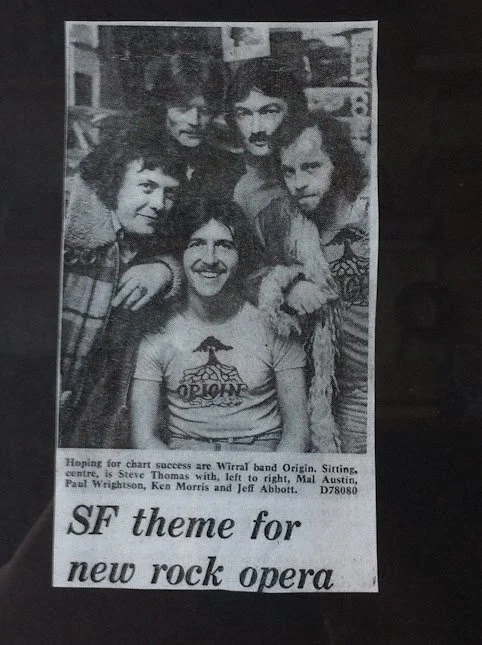 ORIGIN
Hoping for chart success are Wirral band Origin. Sitting,
centre, is Steve Thomas with, left to right, Mal Austin,
Paul Wrightson, Ken Morris and Jeff Abbott. D78080
SF theme for
new rock opera